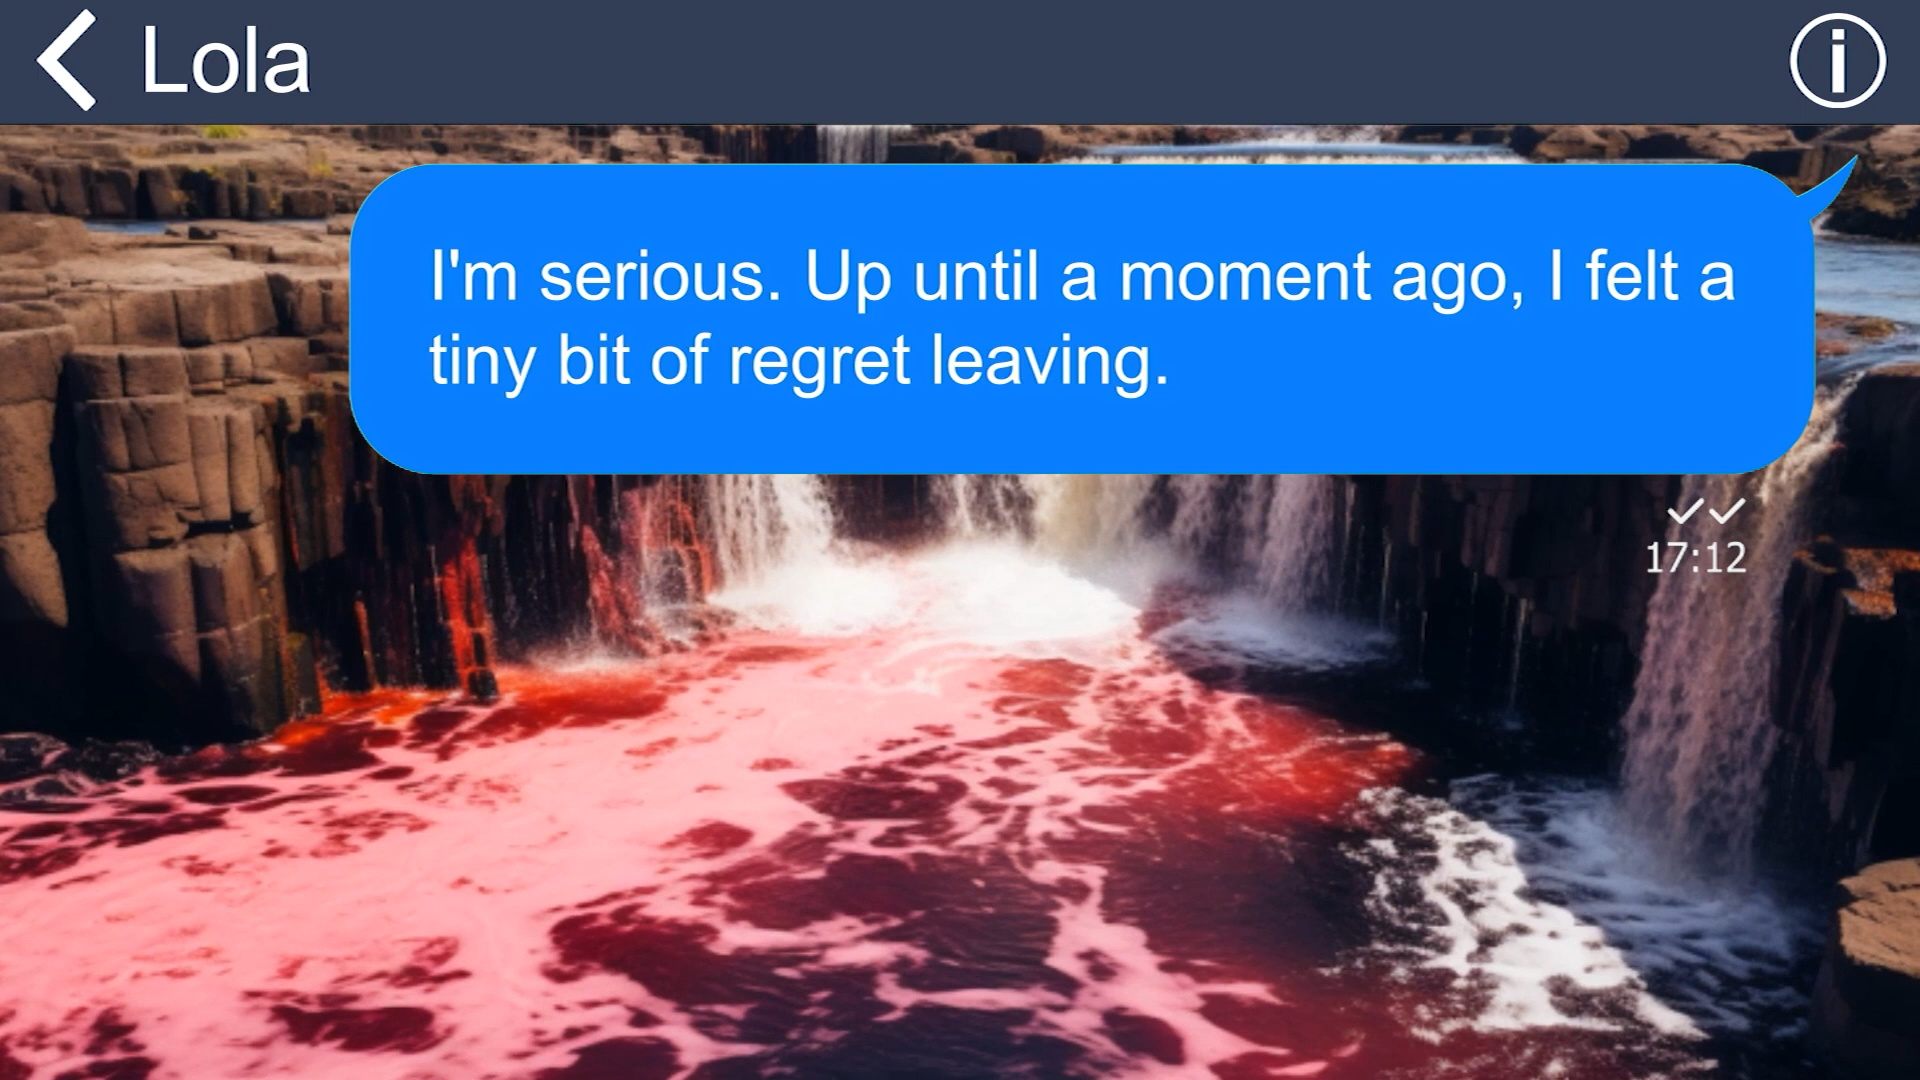 Lola
I'm serious. Up until a moment ago, I felt a
tiny bit of regret leaving.
17:12